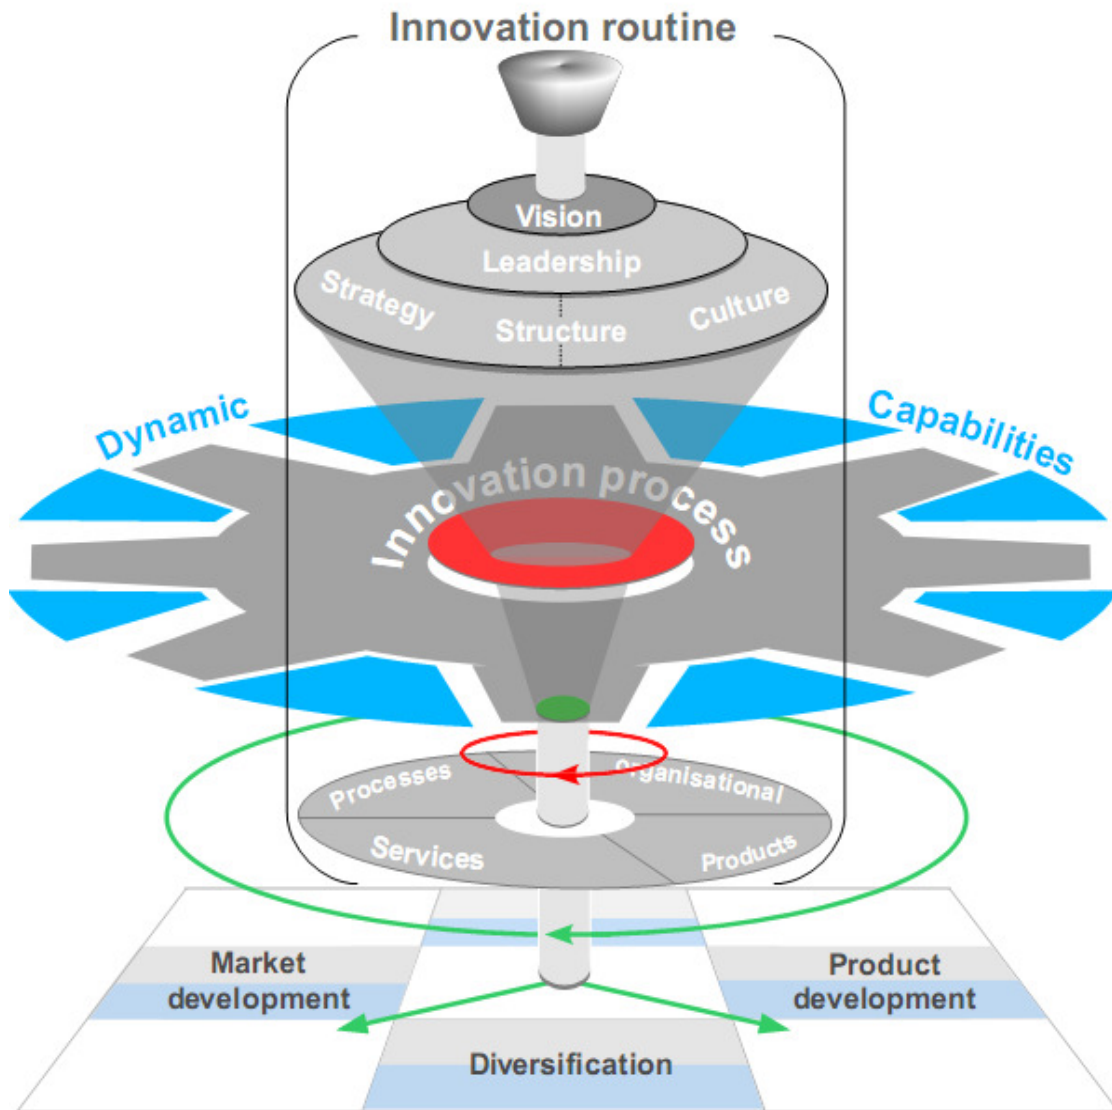 Innovation routine
Vision
Leadership
Strategy
Structure
Culture
Dynamic
Capabilities
Innovation process
Processes
organisational
Services
Products
Market
development
Product
development
Diversification